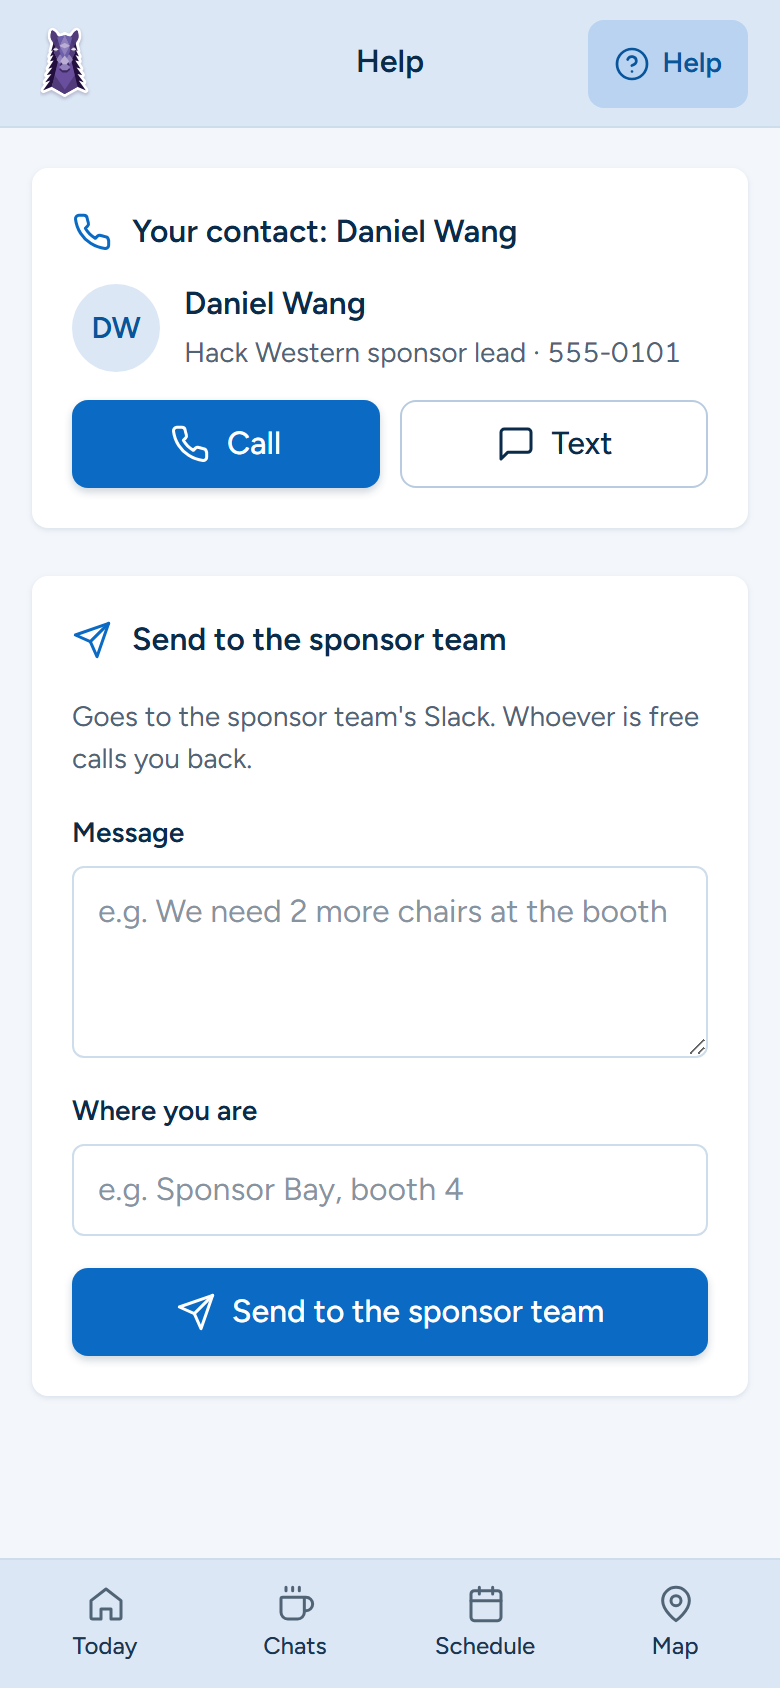 Help
Help
Your contact: Daniel Wang
DW
Daniel Wang
Hack Western sponsor lead · 555-0101
Call
Text
Send to the sponsor team
Goes to the sponsor team's Slack. Whoever is free
calls you back.
Message
e.g. We need 2 more chairs at the booth
Where you are
e.g. Sponsor Bay, booth 4
Send to the sponsor team
Today
Chats
Schedule
Map